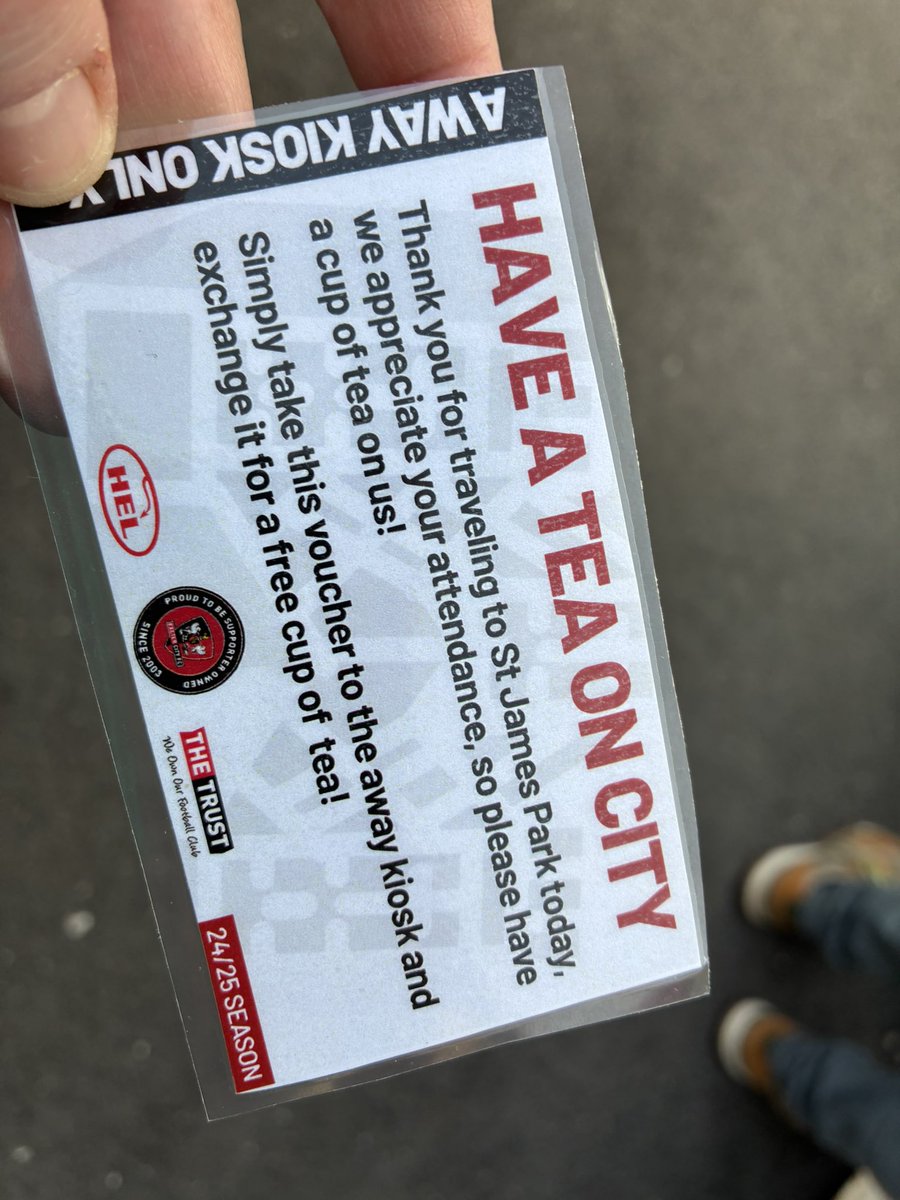 AWAY KIOSK ONLY
HAVE A TEA ON CITY
Thank you for traveling to St James Park today,
we appreciate your attendance, so please have
a cup of tea on us!
Simply take this voucher to the away kiosk and
exchange it for a free cup of tea!
HEL
PROUD TO BE SUPPORTER OWNED
SINCE 2003
EXETER CITY FC
THE TRUST
We Own Our Football Club
24/25 SEASON